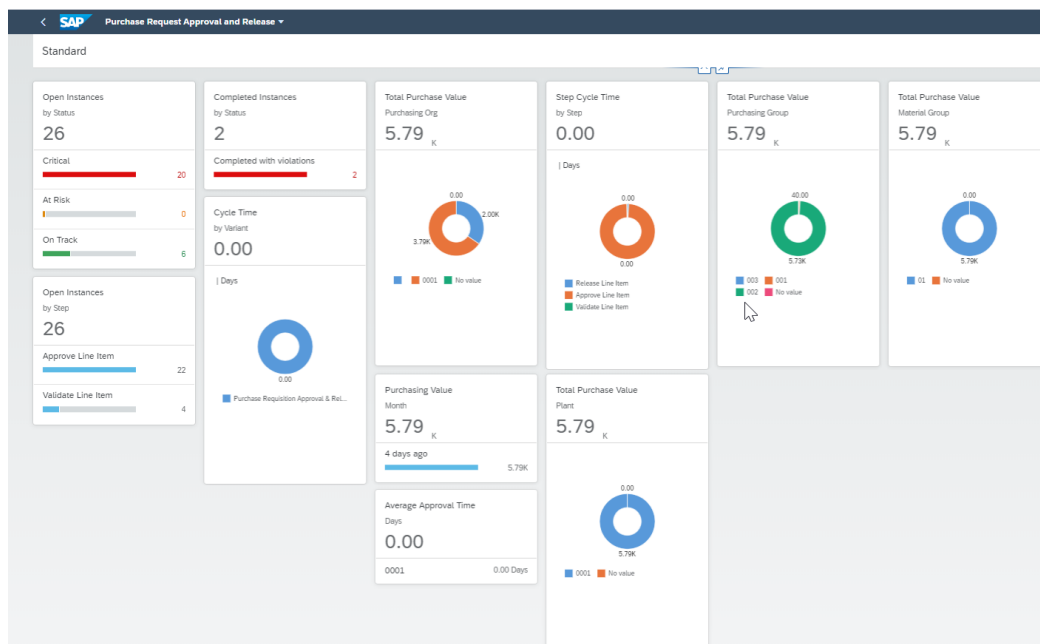 SAP
Purchase Request Approval and Release
Standard
Open Instances
by Status
26
Critical
20
At Risk
0
On Track
6
Open Instances
by Step
26
Approve Line Item
22
Validate Line Item
4
Completed Instances
by Status
2
Completed with violations
2
Cycle Time
by Variant
0.00
| Days
0.00
Purchase Requisition Approval & Rel...
Total Purchase Value
Purchasing Org
5.79 K
0.00
2.00K
3.79K
0001 No value
Purchasing Value
Month
5.79 K
4 days ago
5.79K
Average Approval Time
Days
0.00
0001 0.00 Days
Step Cycle Time
by Step
0.00
| Days
0.00
0.00
Release Line Item
Approve Line Item
Validate Line Item
Total Purchase Value
Plant
5.79 K
0.00
5.79K
0001 No value
Total Purchase Value
Purchasing Group
5.79 K
40.00
5.73K
003 001
002 No value
Total Purchase Value
Material Group
5.79 K
0.00
5.79K
01 No value